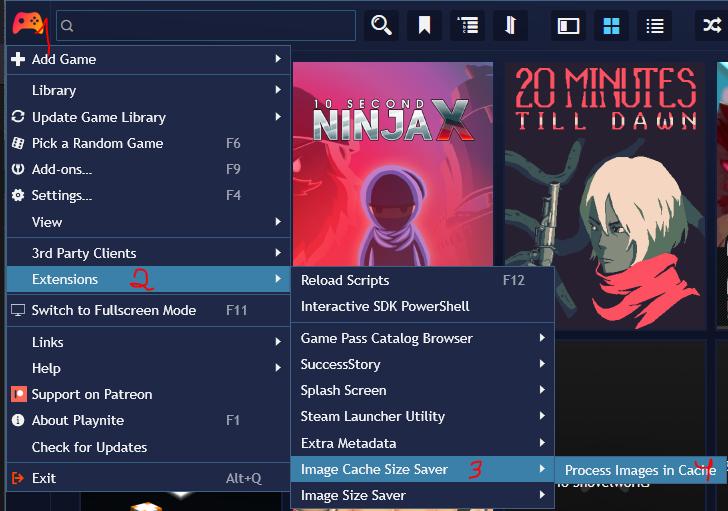 1
Add Game
Library
Update Game Library
Pick a Random Game F6
Add-ons... F9
Settings... F4
View
3rd Party Clients
Extensions 2
Switch to Fullscreen Mode F11
Links
Help
Support on Patreon
About Playnite F1
Check for Updates
Exit Alt+Q
Reload Scripts F12
Interactive SDK PowerShell
Game Pass Catalog Browser
SuccessStory
Splash Screen
Steam Launcher Utility
Extra Metadata
Image Cache Size Saver 3
Image Size Saver
Process Images in Cache 4
10 SECOND
NINJA X
20 MINUTES
TILL DAWN